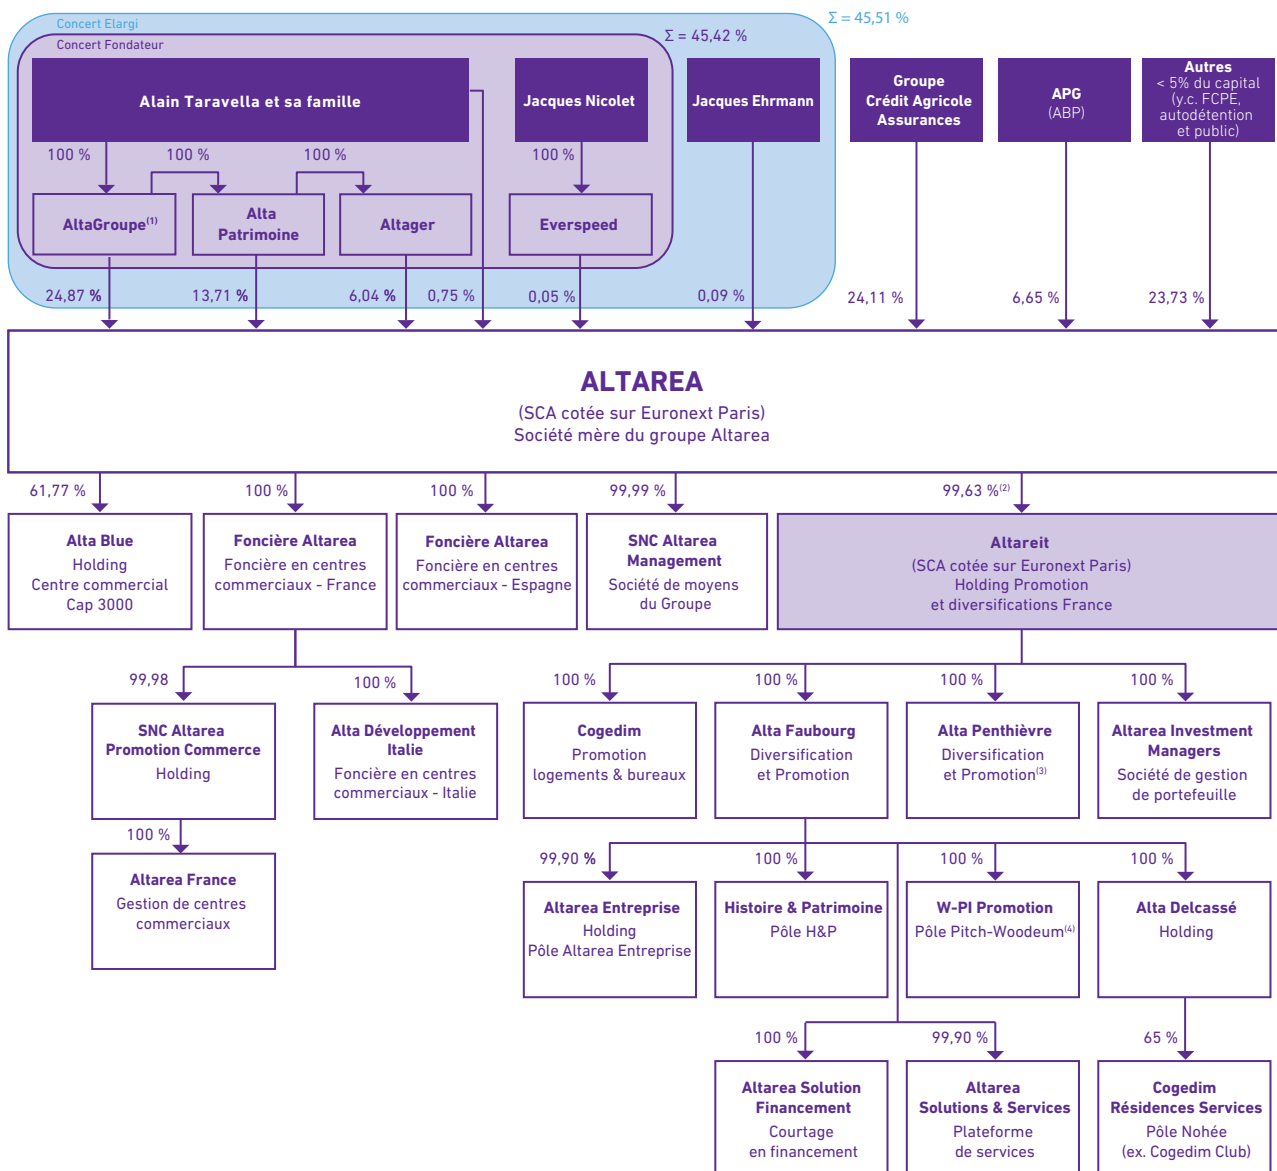 Concert Elargi
Σ = 45,51 %
Concert Fondateur
Σ = 45,42 %
Alain Taravella et sa famille
Jacques Nicolet
Jacques Ehrmann
Groupe
Crédit Agricole
Assurances
APG
(ABP)
Autres
< 5% du capital
(y.c. FCPE,
autodétention
et public)
100 %
100 %
100 %
100 %
AltaGroupe(1)
Alta
Patrimoine
Altager
Everspeed
24,87 %
13,71 %
6,04 %
0,75 %
0,05 %
0,09 %
24,11 %
6,65 %
23,73 %
ALTAREA
(SCA cotée sur Euronext Paris)
Société mère du groupe Altarea
61,77 %
100 %
100 %
99,99 %
99,63 %(2)
Alta Blue
Holding
Centre commercial
Cap 3000
Foncière Altarea
Foncière en centres
commerciaux - France
Foncière Altarea
Foncière en centres
commerciaux - Espagne
SNC Altarea
Management
Société de moyens
du Groupe
Altareit
(SCA cotée sur Euronext Paris)
Holding Promotion
et diversifications France
99,98
100 %
100 %
100 %
100 %
100 %
SNC Altarea
Promotion Commerce
Holding
Alta Développement
Italie
Foncière en centres
commerciaux - Italie
Cogedim
Promotion
logements & bureaux
Alta Faubourg
Diversification
et Promotion
Alta Penthièvre
Diversification
et Promotion(3)
Altarea Investment
Managers
Société de gestion
de portefeuille
100 %
99,90 %
100 %
100 %
100 %
Altarea France
Gestion de centres
commerciaux
Altarea Entreprise
Holding
Pôle Altarea Entreprise
Histoire & Patrimoine
Pôle H&P
W-PI Promotion
Pôle Pitch-Woodeum(4)
Alta Delcassé
Holding
100 %
99,90 %
65 %
Altarea Solution
Financement
Courtage
en financement
Altarea
Solutions & Services
Plateforme
de services
Cogedim
Résidences Services
Pôle Nohée
(ex. Cogedim Club)